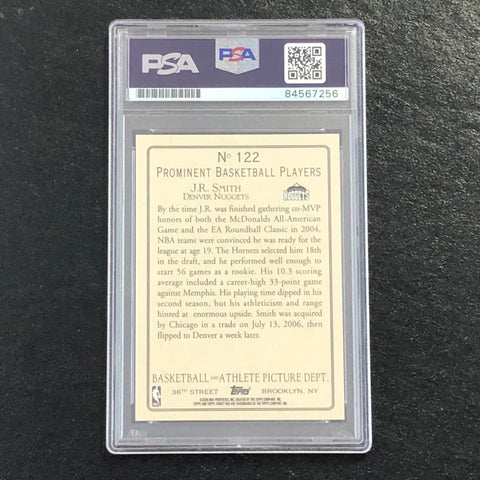 PSA
PSA
84567256
No 122
PROMINENT BASKETBALL PLAYERS
J.R. SMITH
DENVER NUGGETS
NUGGETS
By the time J.R. was finished gathering co-MVP
honors of both the McDonalds All-American
Game and the EA Roundball Classic in 2004,
NBA teams were convinced he was ready for the
league at age 19. The Hornets selected him 18th
in the draft, and he performed well enough to
start 56 games as a rookie. His 10.3 scoring
average included a career-high 33-point game
against Memphis. His playing time dipped in his
second season, but his athleticism and range
hinted at enormous upside. Smith was acquired
by Chicago in a trade on July 13, 2006, then
flipped to Denver a week later.
BASKETBALL AND ATHLETE PICTURE DEPT.
36TH STREET Topps BROOKLYN, NY